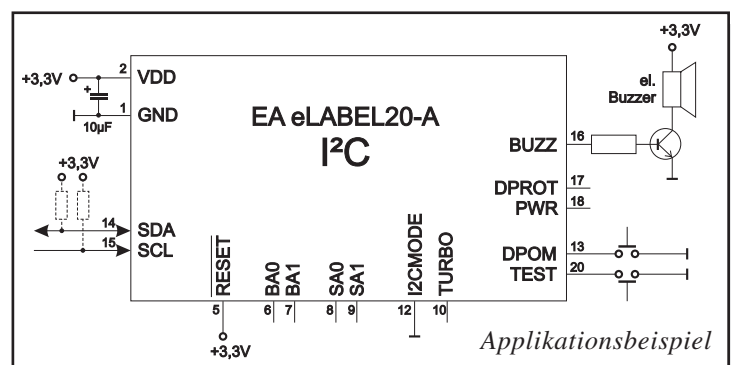 +3,3V
el.
Buzzer
+3,3V
2
VDD
+
1
GND
10µF
EA eLABEL20-A
I²C
BUZZ
16
+3,3V
DPROT
17
PWR
18
14
SDA
15
SCL
DPOM
13
TEST
20
RESET
BA0
BA1
SA0
SA1
I2CMODE
TURBO
5
6
7
8
9
12
10
+3,3V
Applikationsbeispiel